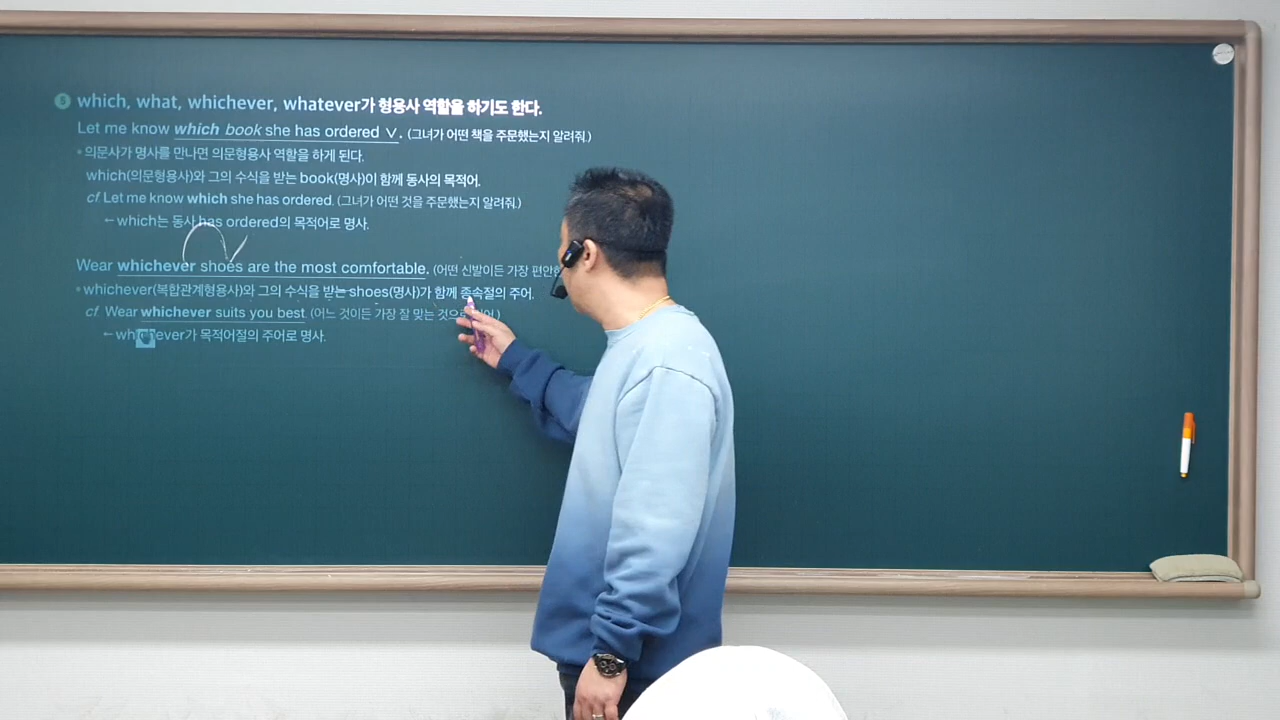 5 which, what, whichever, whatever가 형용사 역할을 하기도 한다.
Let me know which book she has ordered ∨. (그녀가 어떤 책을 주문했는지 알려줘.)
• 의문사가 명사를 만나면 의문형용사 역할을 하게 된다.
which(의문형용사)와 그의 수식을 받는 book(명사)이 함께 동사의 목적어.
cf Let me know which she has ordered. (그녀가 어떤 것을 주문했는지 알려줘.)
←which는 동사 has ordered의 목적어로 명사.
Wear whichever shoes are the most comfortable. (어떤 신발이든 가장
• whichever(복합관계형용사)와 그의 수식을 받는 shoes(명사)가 함께 종속절의 주어.
cf Wear whichever suits you best (어느 것이든 가장 잘 맞는
←whichever가 목적어절의 주어로 명사.